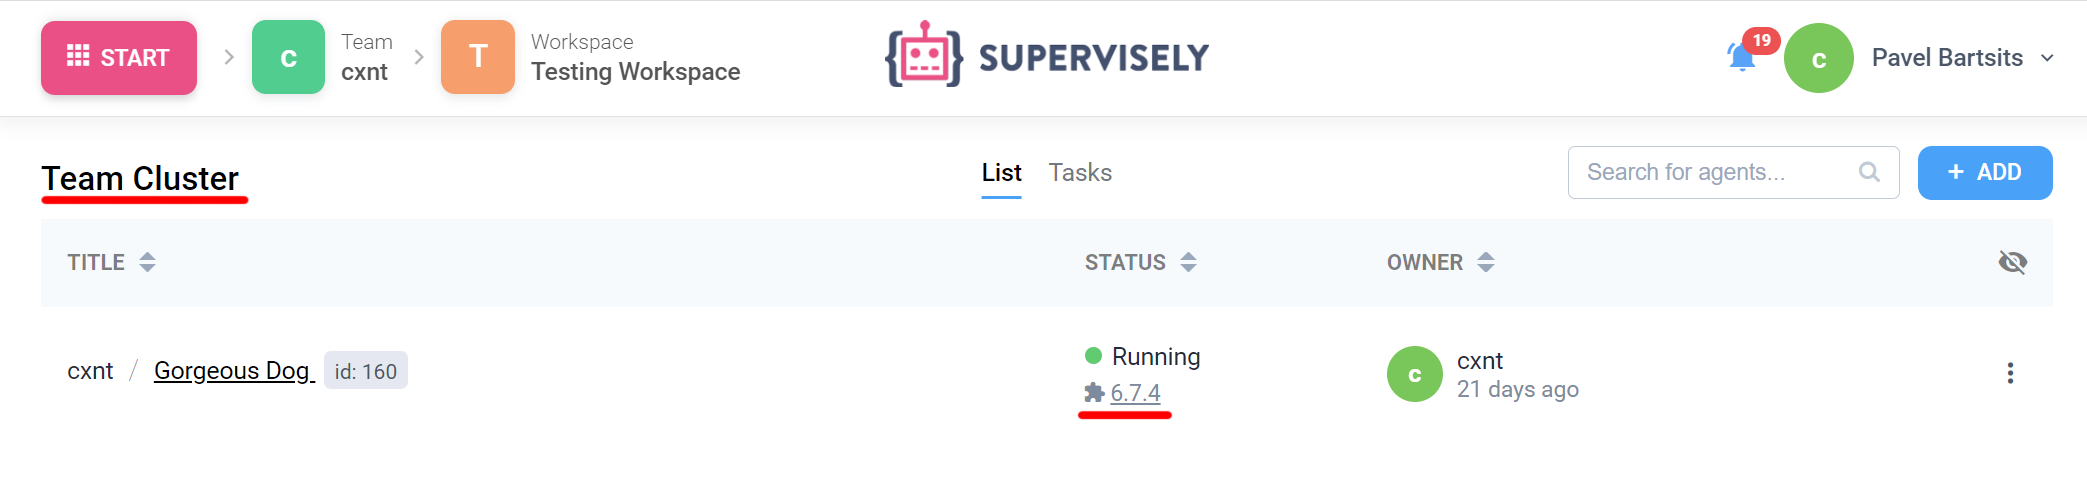 START
c
Team
cxnt
T
Workspace
Testing Workspace
SUPERVISELY
19
c
Pavel Bartsits
Team Cluster
List
Tasks
Search for agents...
+ ADD
TITLE
STATUS
OWNER
cxnt / Gorgeous Dog id: 160
Running
6.7.4
c
cxnt
21 days ago